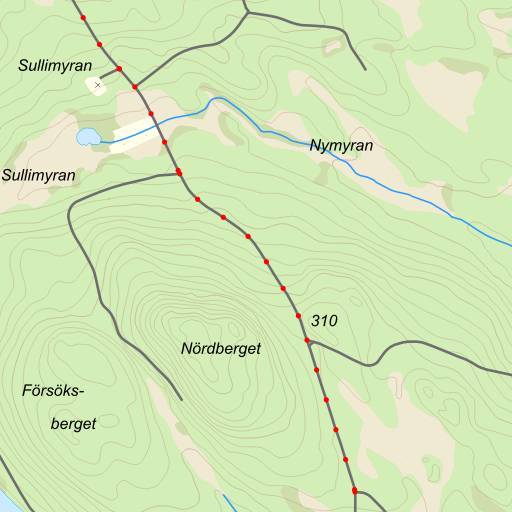 Sullimyran
Nymyran
Sullimyran
310
Nördberget
Försöks-
berget